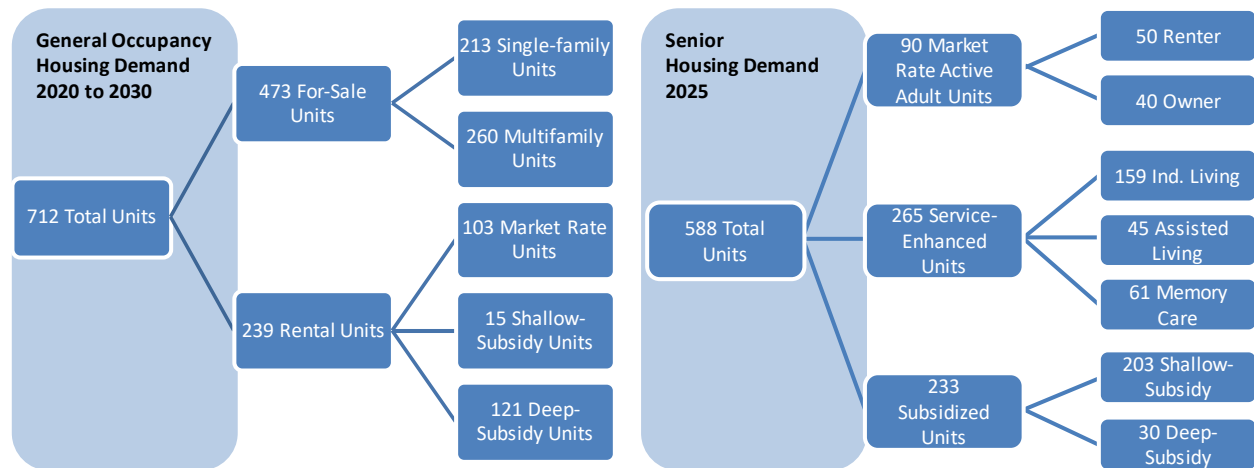 General Occupancy
Housing Demand
2020 to 2030
712 Total Units
473 For-Sale
Units
213 Single-family
Units
260 Multifamily
Units
239 Rental Units
103 Market Rate
Units
15 Shallow-
Subsidy Units
121 Deep-
Subsidy Units
Senior
Housing Demand
2025
588 Total
Units
90 Market
Rate Active
Adult Units
50 Renter
40 Owner
265 Service-
Enhanced
Units
159 Ind. Living
45 Assisted
Living
61 Memory
Care
233
Subsidized
Units
203 Shallow-
Subsidy
30 Deep-
Subsidy